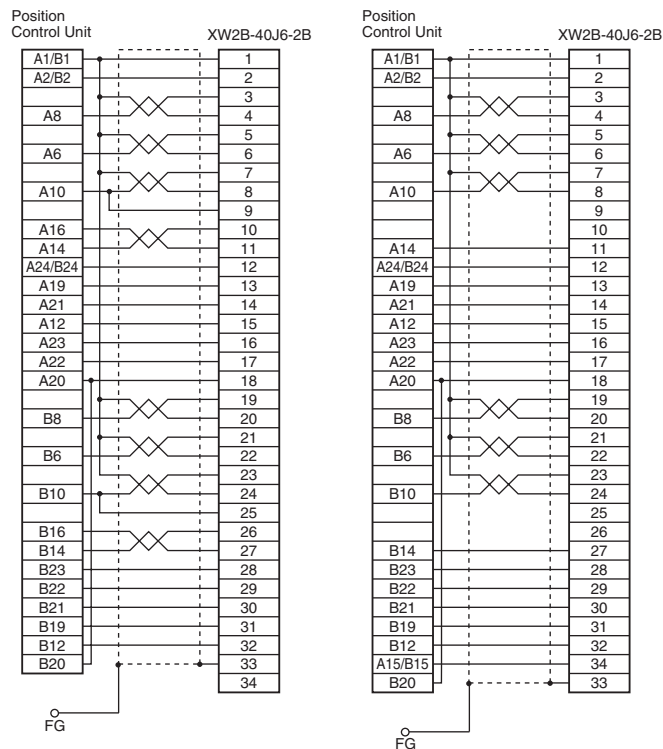 Position
Control Unit
XW2B-40J6-2B
A1/B1 1
A2/B2 2
3
A8 4
5
A6 6
7
A10 8
9
A16 10
A14 11
A24/B24 12
A19 13
A21 14
A12 15
A23 16
A22 17
A20 18
19
B8 20
21
B6 22
23
B10 24
25
B16 26
B14 27
B23 28
B22 29
B21 30
B19 31
B12 32
B20 33
34
FG
Position
Control Unit
XW2B-40J6-2B
A1/B1 1
A2/B2 2
3
A8 4
5
A6 6
7
A10 8
9
10
A14 11
A24/B24 12
A19 13
A21 14
A12 15
A23 16
A22 17
A20 18
19
B8 20
21
B6 22
23
B10 24
25
26
B14 27
B23 28
B22 29
B21 30
B19 31
B12 32
A15/B15 34
B20 33
FG